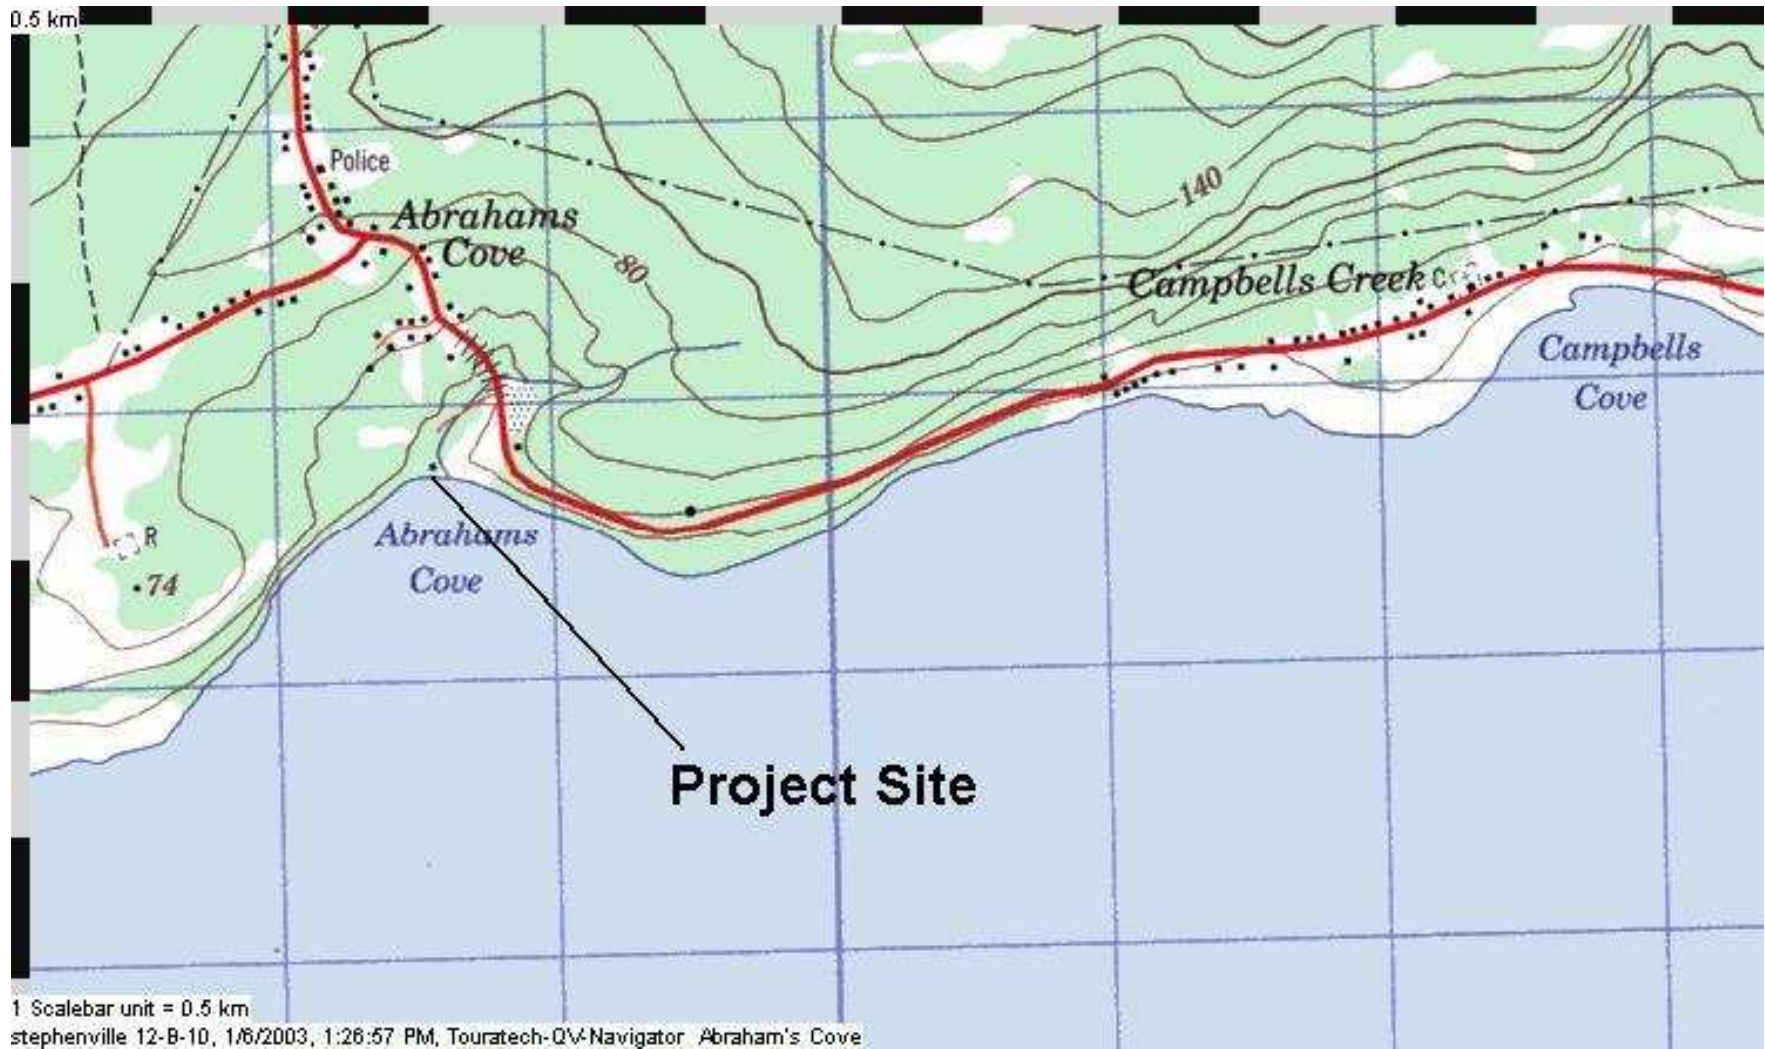 0.5 km
Police
Abrahams
Cove
80
140
Campbells Creek
Campbells
Cove
R
74
Abrahams
Cove
Project Site
1 Scalebar unit = 0.5 km
stephenville 12-B-10, 1/6/2003, 1:26:57 PM, Touratech-QV-Navigator Abraham's Cove